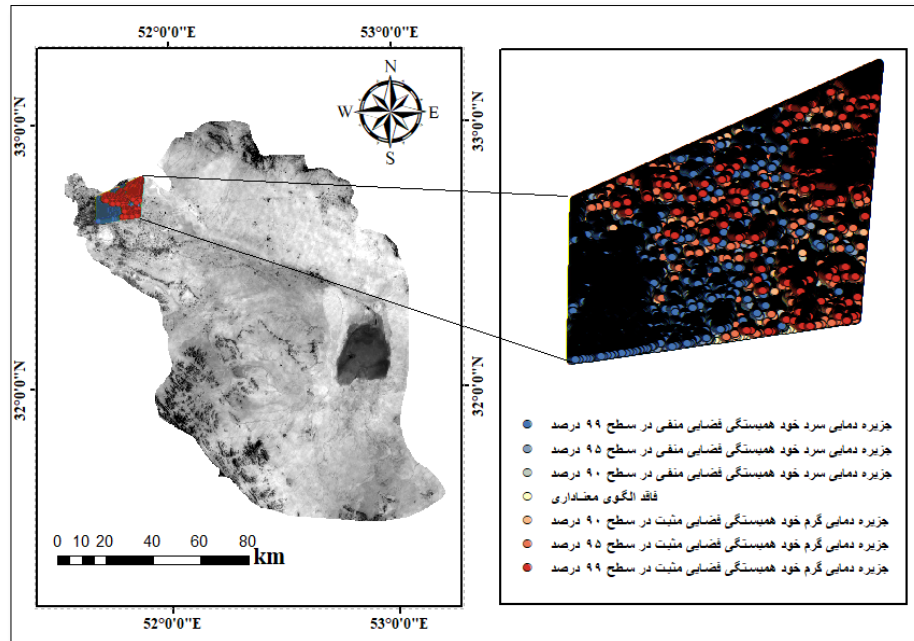 52°0'0"E
53°0'0"E
N
W
E
S
33°0'0"N
33°0'0"N
32°0'0"N
32°0'0"N
جزیره دمایی سرد خود همبستگی فضایی منفی در سطح ۹۹ درصد
جزیره دمایی سرد خود همبستگی فضایی منفی در سطح ۹۵ درصد
جزیره دمایی سرد خود همبستگی فضایی منفی در سطح ۹۰ درصد
فاقد الگوی معناداری
جزیره دمایی گرم خود همبستگی فضایی مثبت در سطح ۹۰ درصد
جزیره دمایی گرم خود همبستگی فضایی مثبت در سطح ۹۵ درصد
جزیره دمایی گرم خود همبستگی فضایی مثبت در سطح ۹۹ درصد
0 10 20 40 60 80
km
52°0'0"E
53°0'0"E